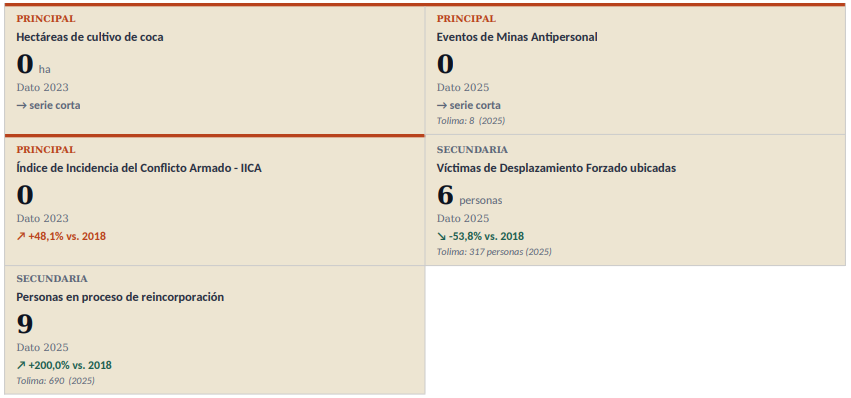 PRINCIPAL
Hectáreas de cultivo de coca
0 ha
Dato 2023
→ serie corta
PRINCIPAL
Eventos de Minas Antipersonal
0
Dato 2025
→ serie corta
Tolima: 8 (2025)
PRINCIPAL
Índice de Incidencia del Conflicto Armado - IICA
0
Dato 2023
↗ +48,1% vs. 2018
SECUNDARIA
Víctimas de Desplazamiento Forzado ubicadas
6 personas
Dato 2025
↘ -53,8% vs. 2018
Tolima: 317 personas (2025)
SECUNDARIA
Personas en proceso de reincorporación
9
Dato 2025
↗ +200,0% vs. 2018
Tolima: 690 (2025)